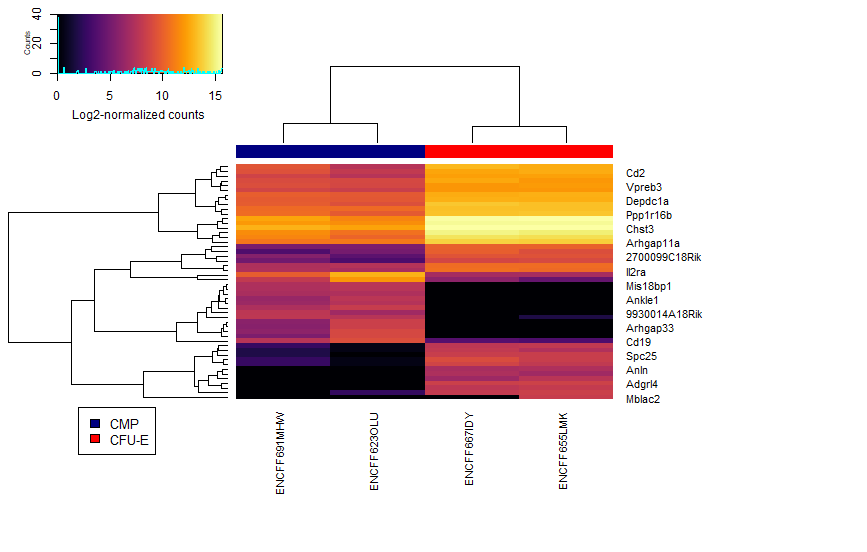 40
20
0
Counts
0 5 10 15
Log2-normalized counts
Cd2
Vpreb3
Depdc1a
Ppp1r16b
Chst3
Arhgap11a
2700099C18Rik
Il2ra
Mis18bp1
Ankle1
9930014A18Rik
Arhgap33
Cd19
Spc25
Anln
Adgrl4
Mblac2
CMP
CFU-E
ENCFF691MHW
ENCFF623OLU
ENCFF667IDY
ENCFF655LMK